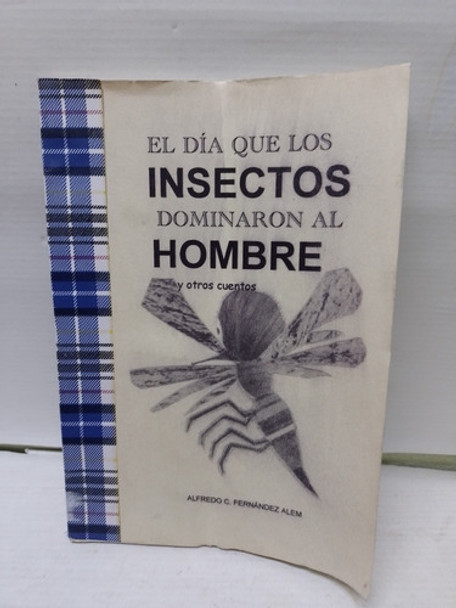 EL DÍA QUE LOS
INSECTOS
DOMINARON AL
HOMBRE
y otros cuentos
ALFREDO C. FERNÁNDEZ ALEM